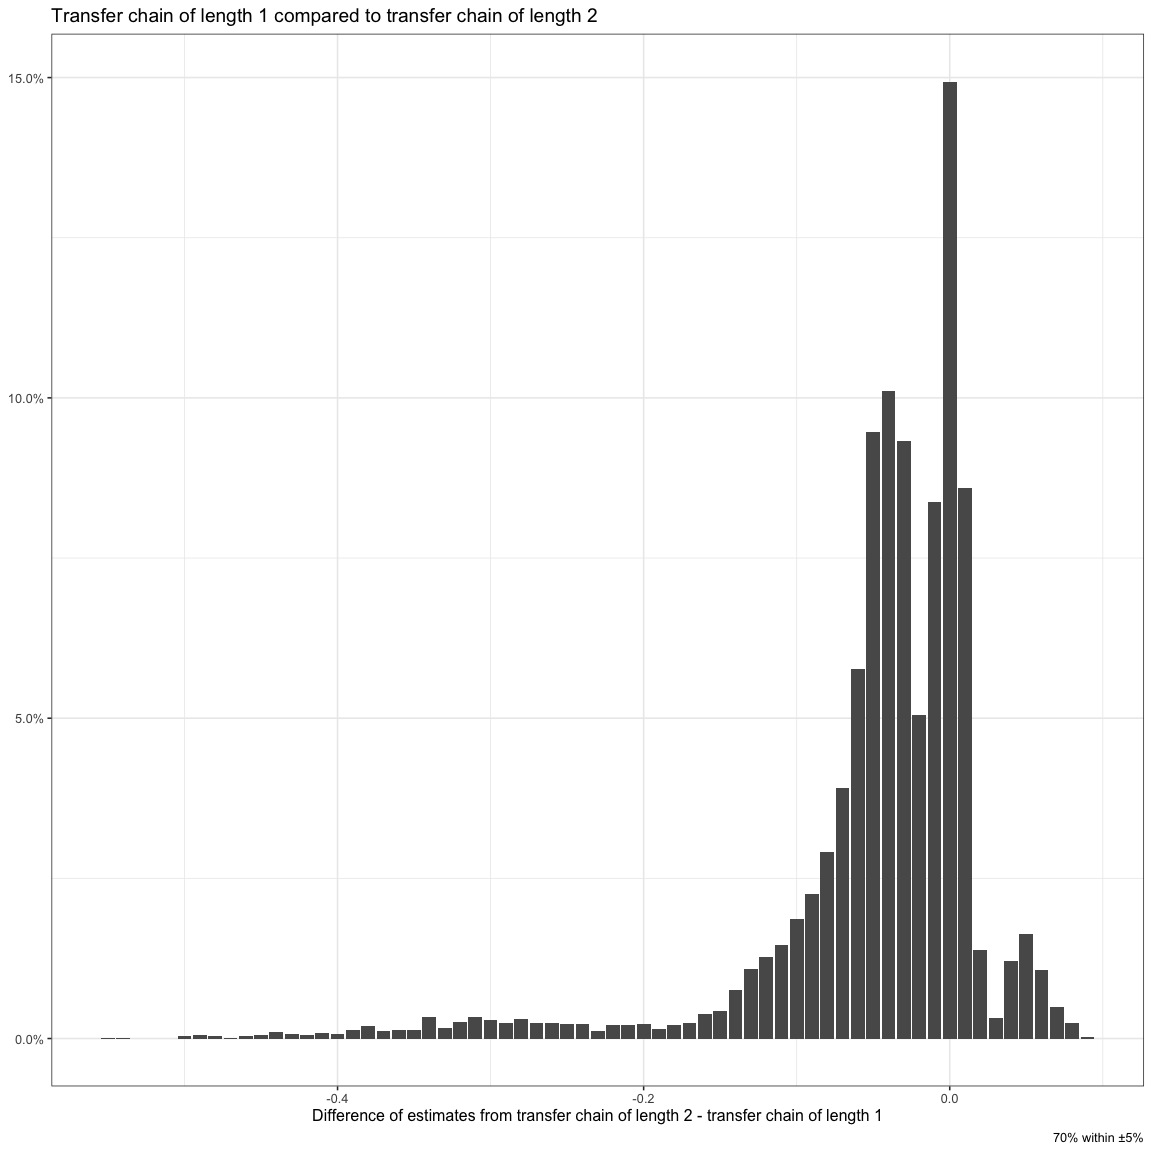 Transfer chain of length 1 compared to transfer chain of length 2
15.0%
10.0%
5.0%
0.0%
-0.4
-0.2
0.0
Difference of estimates from transfer chain of length 2 - transfer chain of length 1
70% within ±5%